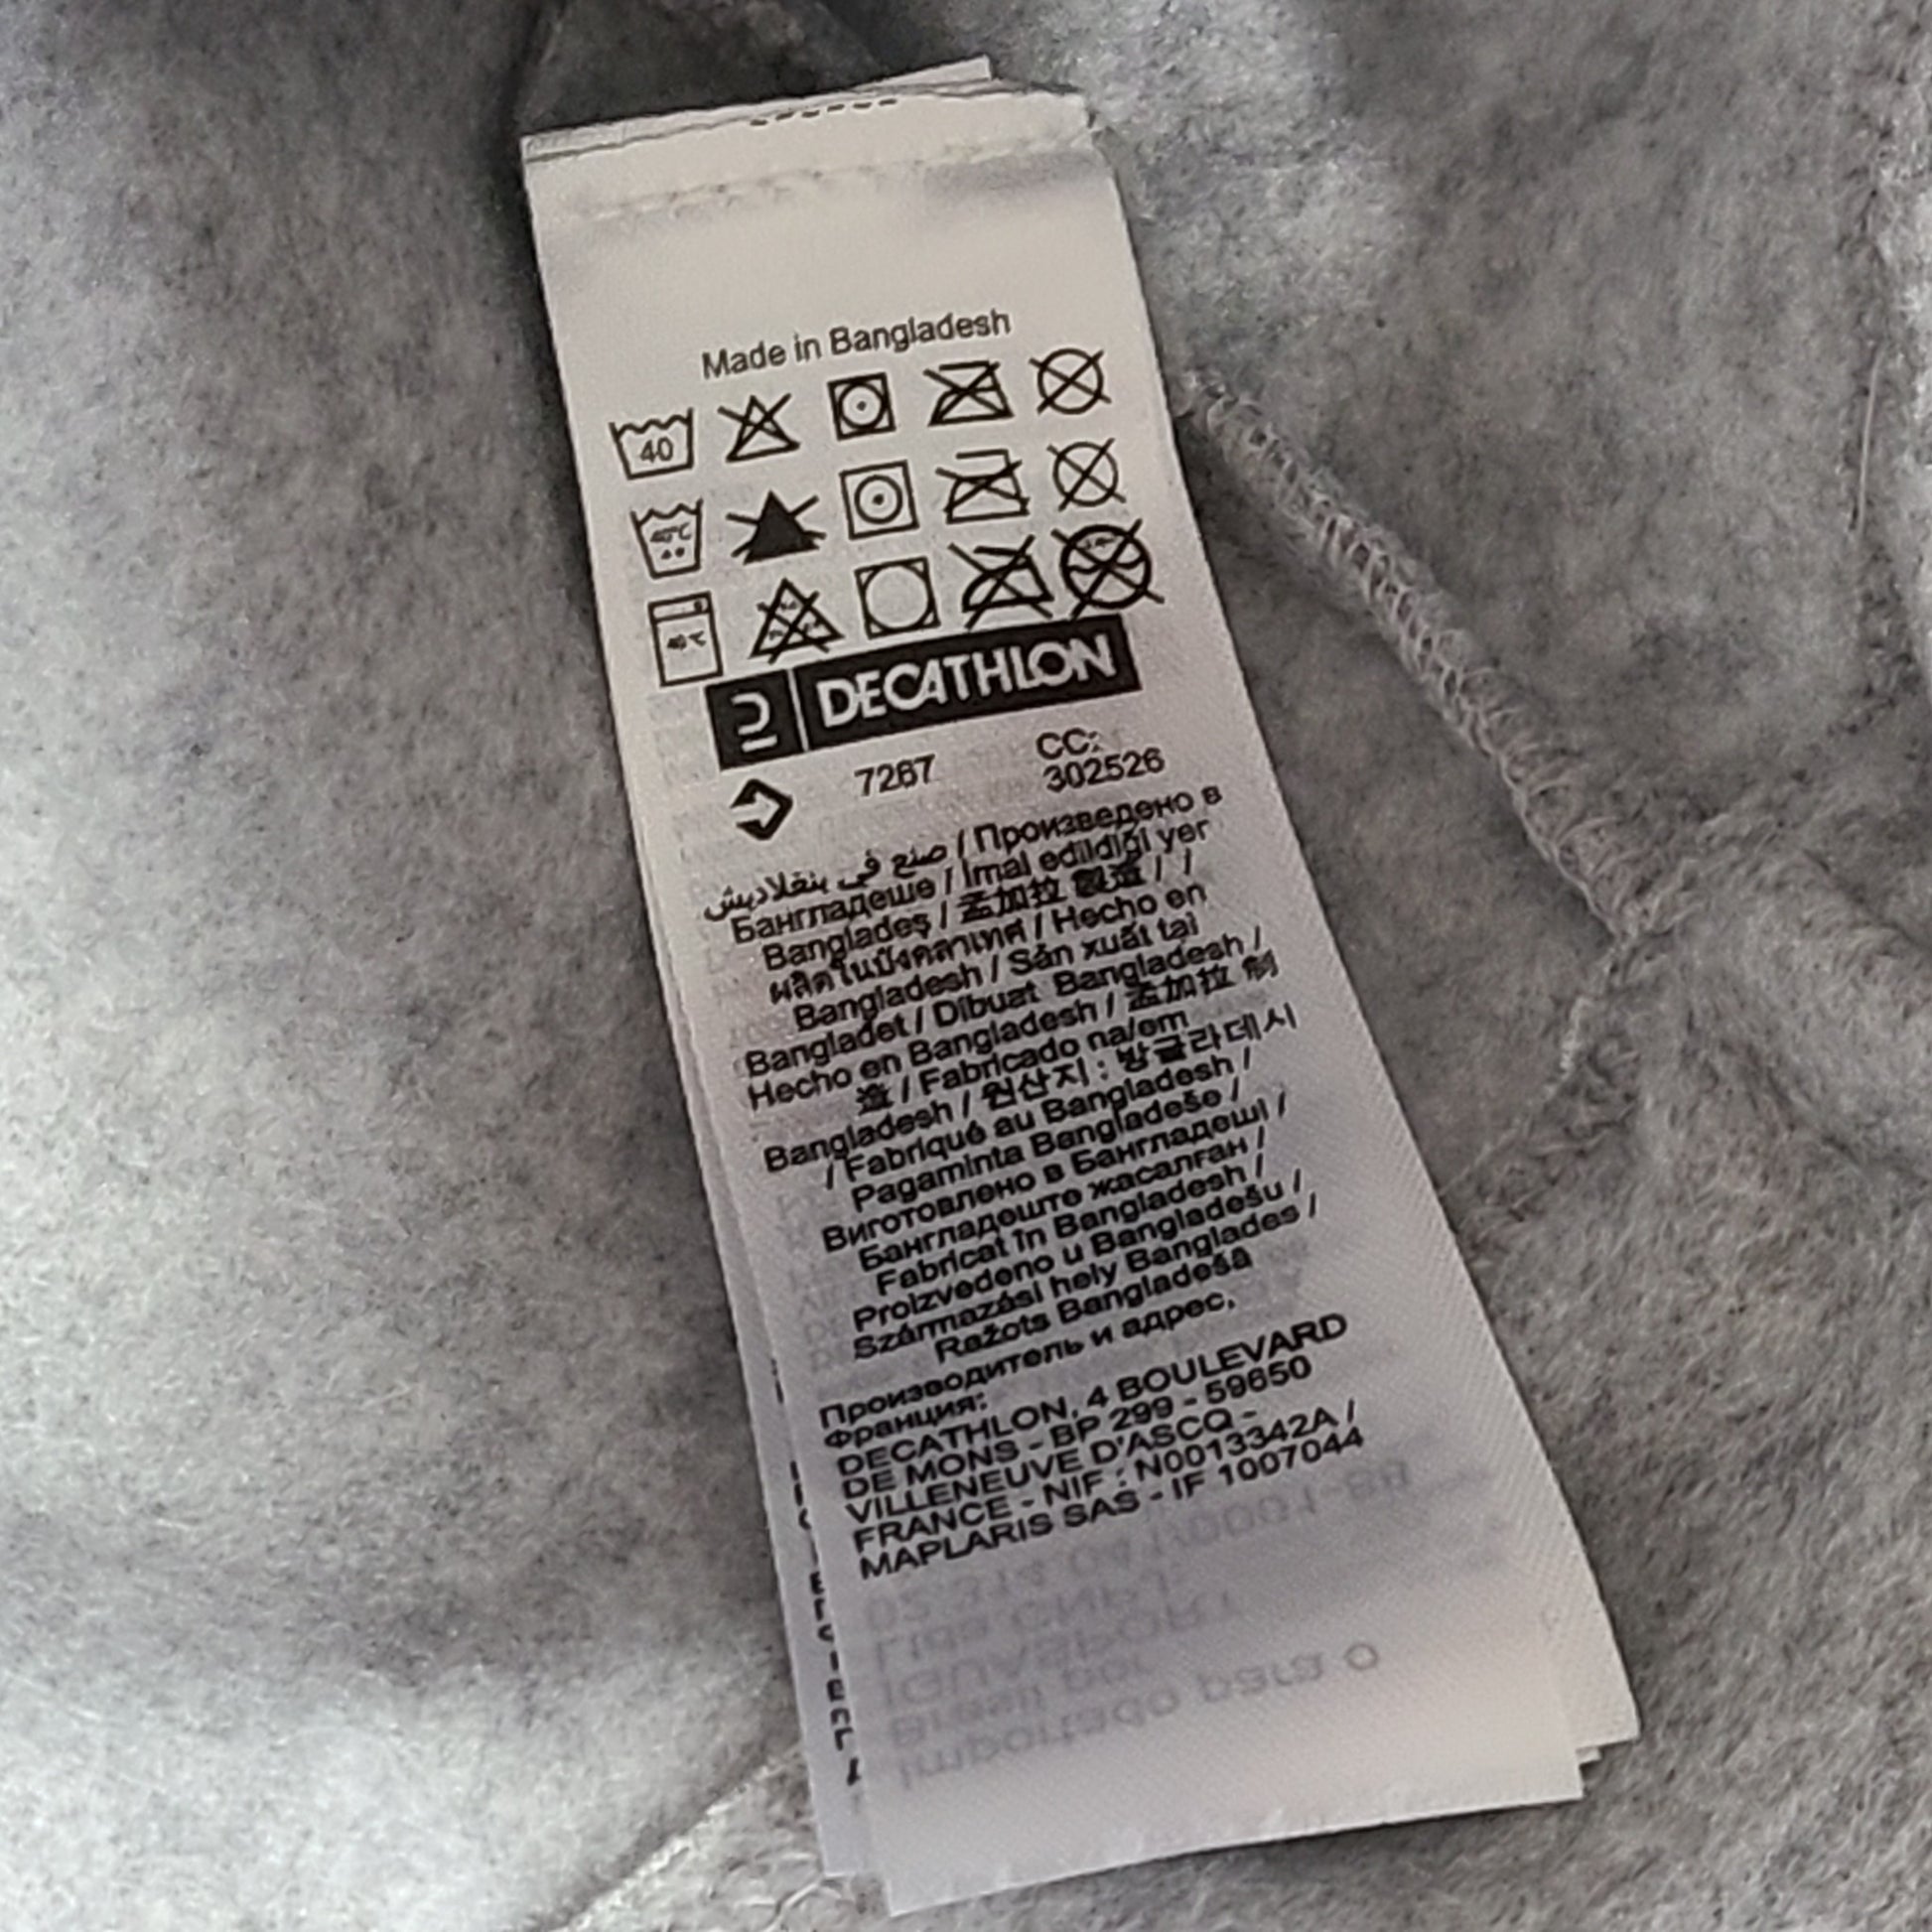 Made in Bangladesh
40
40°C
40°C
DECATHLON
7267 CC:
302526
صنع في بنغلاديش / Произведено в
Бангладеше / İmal edildiği yer
Bangladeş / 孟加拉 製造 / /
ผลิตในบังคลาเทศ / Hecho en
Bangladesh / Sản xuất tai
Banglađet / Dibuat Bangladesh /
Hecho en Bangladesh / 孟加拉 制
造 / Fabricado na/em
Bangladesh / 원산지 : 방글라데시
/ Fabriqué au Bangladesh /
Pagaminta Bangladeše /
Виготовлено в Бангладеші /
Бангладеште жасалған /
Fabricat în Bangladesh /
Proizvedeno u Bangladešu /
Származási hely Banglades /
Ražots Bangladešā
Производитель и адрес,
Франция:
DECATHLON, 4 BOULEVARD
DE MONS - BP 299 - 59650
VILLENEUVE D'ASCQ -
FRANCE - NIF : N0013342A /
MAPLARIS SAS - IF 1007044